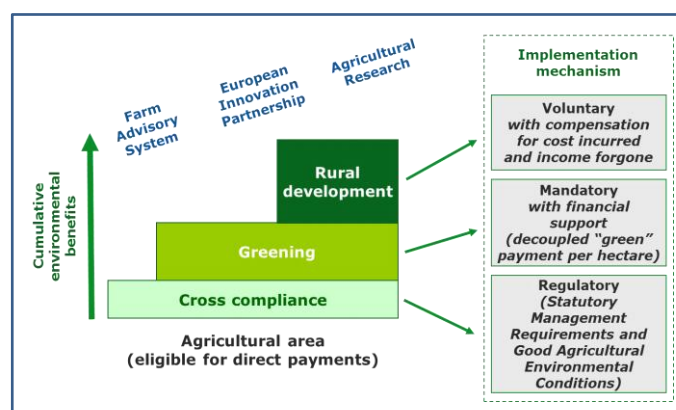 Farm
Advisory
System
European
Innovation
Partnership
Agricultural
Research
Cumulative
environmental
benefits
Rural
development
Greening
Cross compliance
Agricultural area
(eligible for direct payments)
Implementation
mechanism
Voluntary
with compensation
for cost incurred
and income forgone
Mandatory
with financial
support
(decoupled “green”
payment per hectare)
Regulatory
(Statutory
Management
Requirements and
Good Agricultural
Environmental
Conditions)